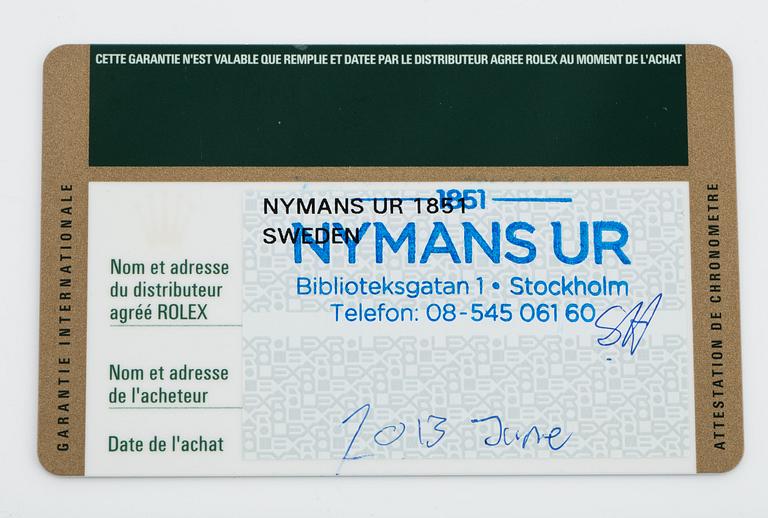 CETTE GARANTIE N'EST VALABLE QUE REMPLIE ET DATEE PAR LE DISTRIBUTEUR AGREE ROLEX AU MOMENT DE L'ACHAT
GARANTIE INTERNATIONALE
NYMANS UR 1851
SWEDEN
1851
NYMANS UR
Biblioteksgatan 1 • Stockholm
Telefon: 08-545 061 60
Nom et adresse
du distributeur
agréé ROLEX
Nom et adresse
de l'acheteur
Date de l'achat
2013 June
ATTESTATION DE CHRONOMETRE